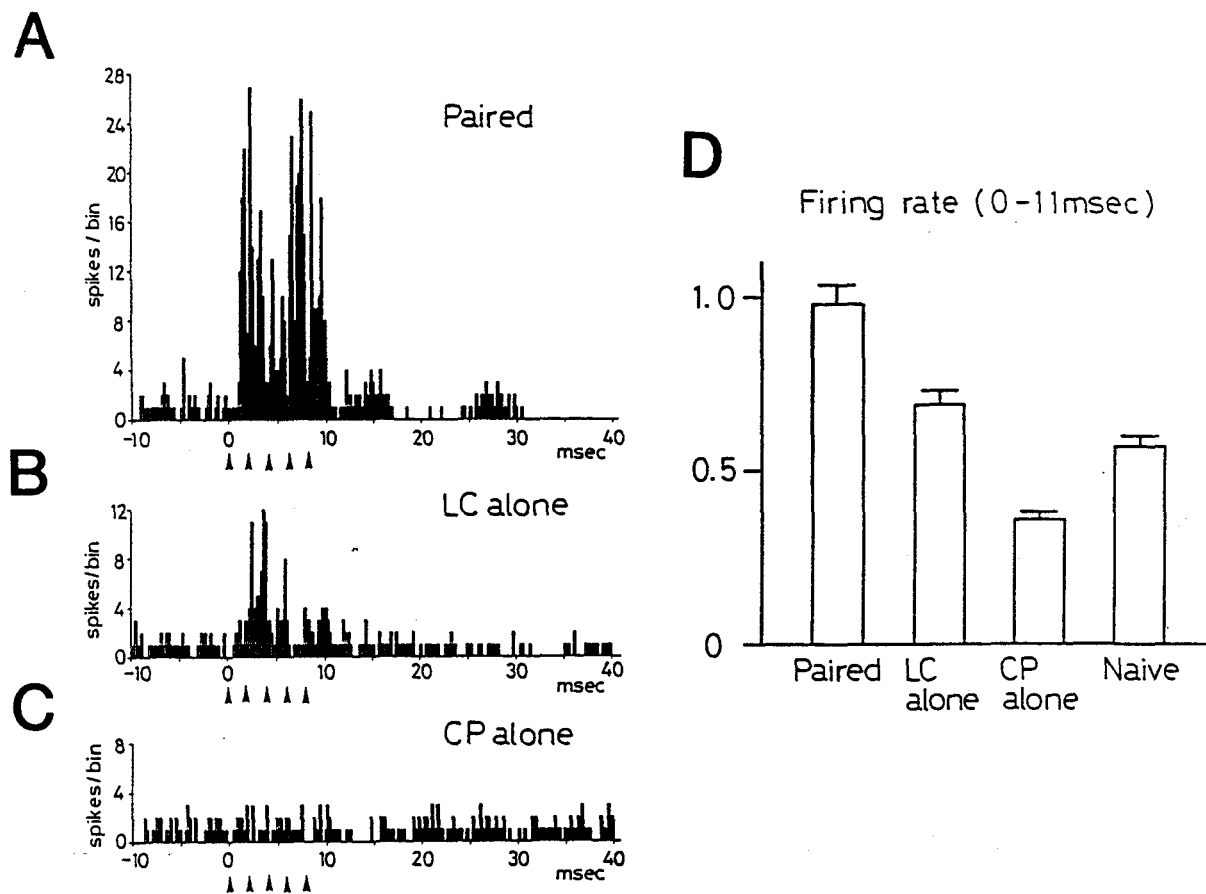 A
28
24
20
16
12
8
4
0
spikes / bin
Paired
-10
0
10
20
30
40
msec
B
12
8
4
0
spikes/bin
LC alone
-10
0
10
20
30
40
msec
C
8
4
0
spikes/bin
CP alone
-10
0
10
20
30
40
msec
D
Firing rate (0-11msec)
1.0
0.5
0
Paired
LC
alone
CP
alone
Naive